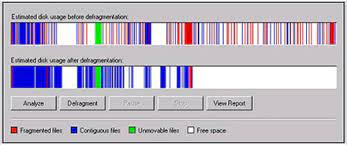 Estimated disk usage before defragmentation:
Estimated disk usage after defragmentation:
Analyze Defragment Pause Stop View Report
Fragmented files Contiguous files Unmovable files Free space